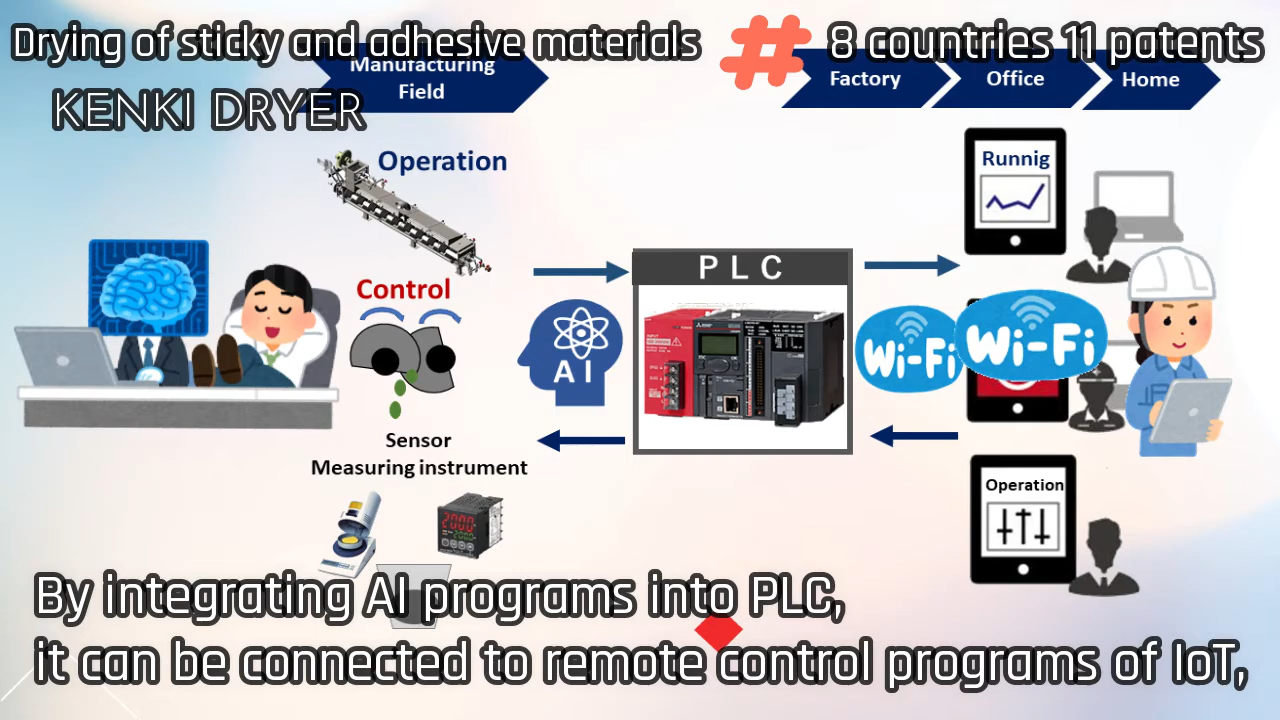 Drying of sticky and adhesive materials
# 8 countries 11 patents
KENKI DRYER
Manufacturing
Field
Factory
Office
Home
Operation
Runnig
Control
PLC
AI
Wi-Fi
Wi-Fi
Sensor
Measuring instrument
Operation
By integrating AI programs into PLC,
it can be connected to remote control programs of IoT,